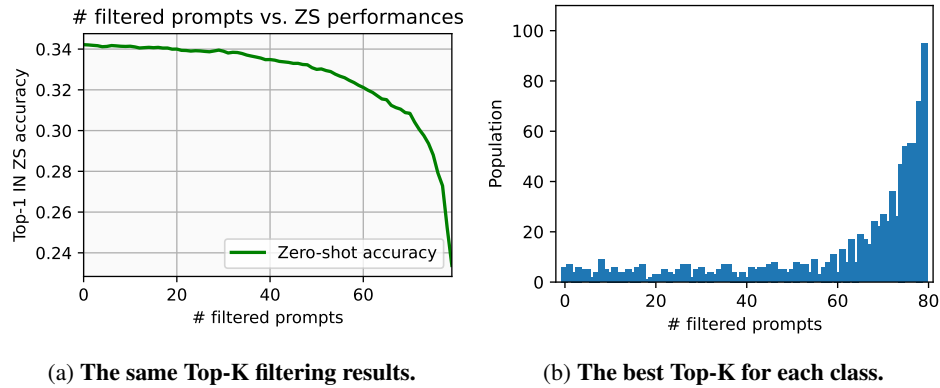 # filtered prompts vs. ZS performances
Top-1 IN ZS accuracy
0.34
0.32
0.30
0.28
0.26
0.24
Zero-shot accuracy
0 20 40 60
# filtered prompts
(a) The same Top-K filtering results.
Population
100
80
60
40
20
0
0 20 40 60 80
# filtered prompts
(b) The best Top-K for each class.